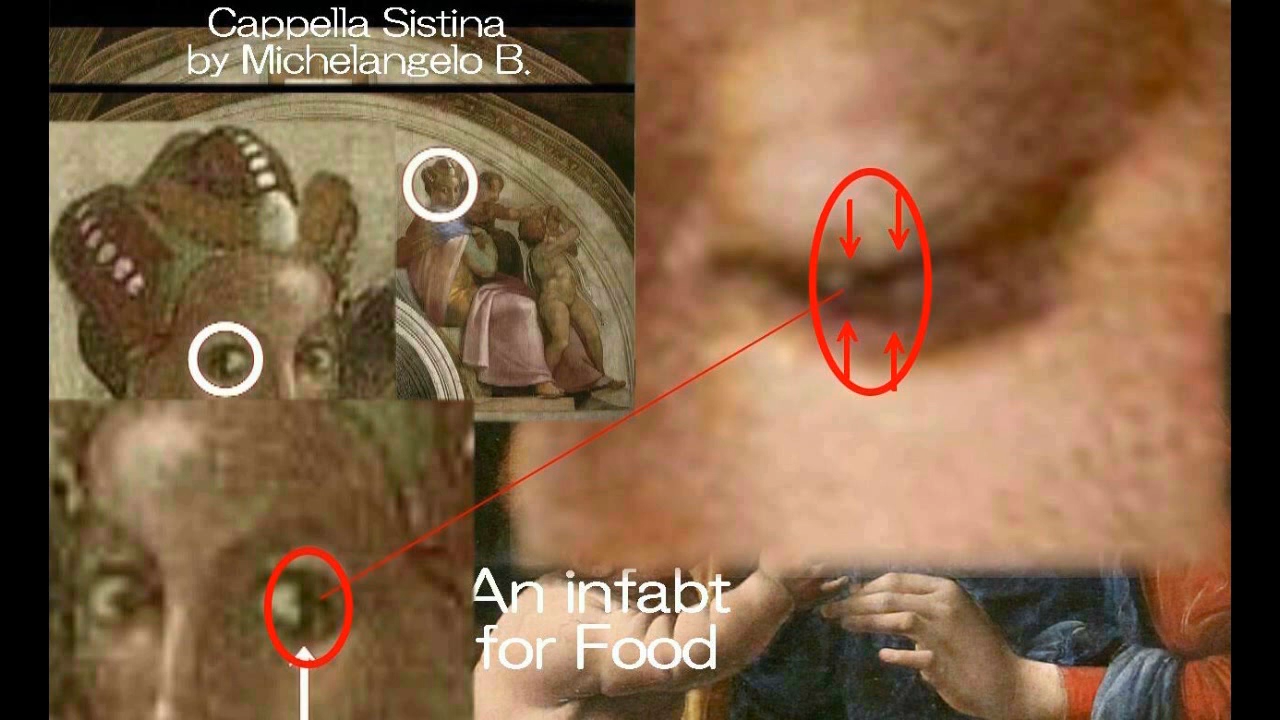 Cappella Sistina
by Michelangelo B.
An infabt
for Food